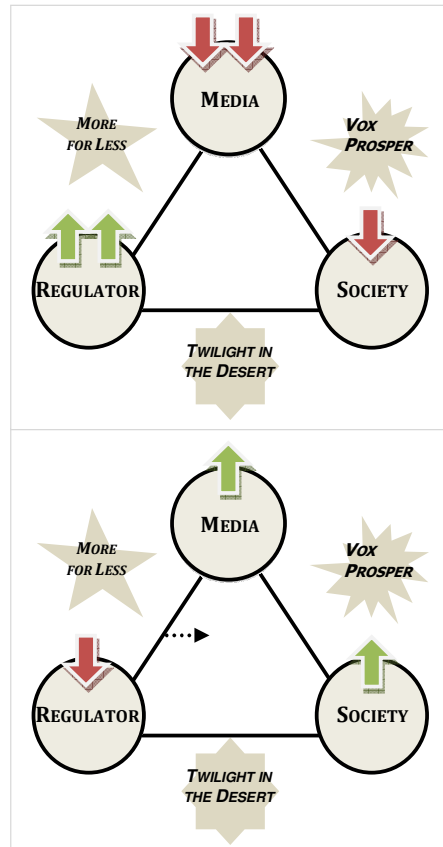 MEDIA
MORE
FOR LESS
VOX
PROSPER
REGULATOR
SOCIETY
TWILIGHT IN
THE DESERT
MEDIA
MORE
FOR LESS
VOX
PROSPER
REGULATOR
SOCIETY
TWILIGHT IN
THE DESERT